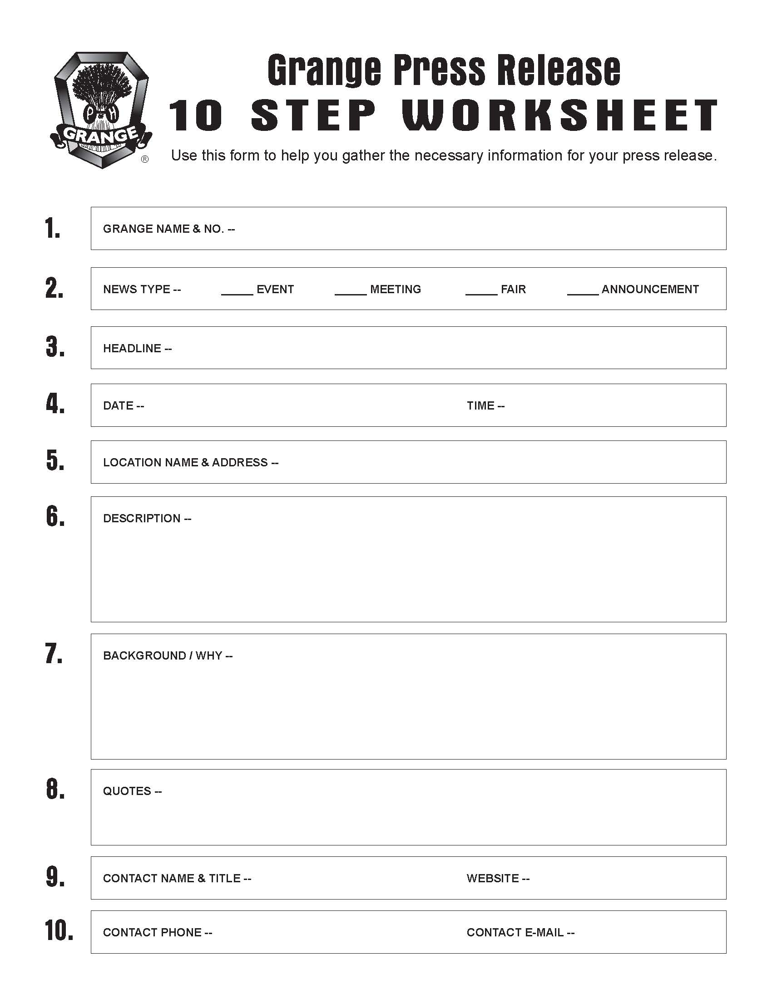 P OF H
GRANGE
®
Grange Press Release
10 STEP WORKSHEET
Use this form to help you gather the necessary information for your press release.
1. GRANGE NAME & NO. --
2. NEWS TYPE -- _____ EVENT _____ MEETING _____ FAIR _____ ANNOUNCEMENT
3. HEADLINE --
4. DATE -- TIME --
5. LOCATION NAME & ADDRESS --
6. DESCRIPTION --
7. BACKGROUND / WHY --
8. QUOTES --
9. CONTACT NAME & TITLE -- WEBSITE --
10. CONTACT PHONE -- CONTACT E-MAIL --